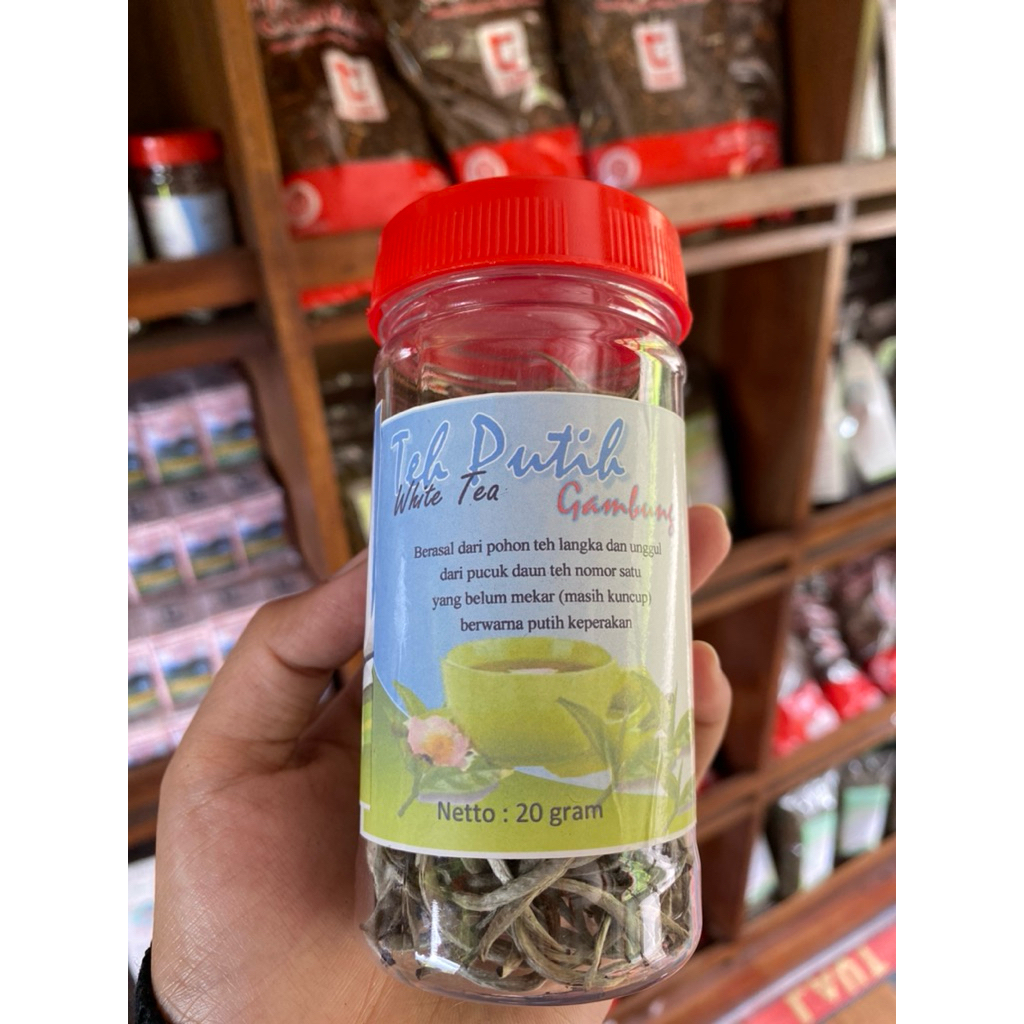 Teh Putih
White Tea
Gambung
Berasal dari pohon teh langka dan unggul
dari pucuk daun teh nomor satu
yang belum mekar (masih kuncup)
berwarna putih keperakan
Netto : 20 gram